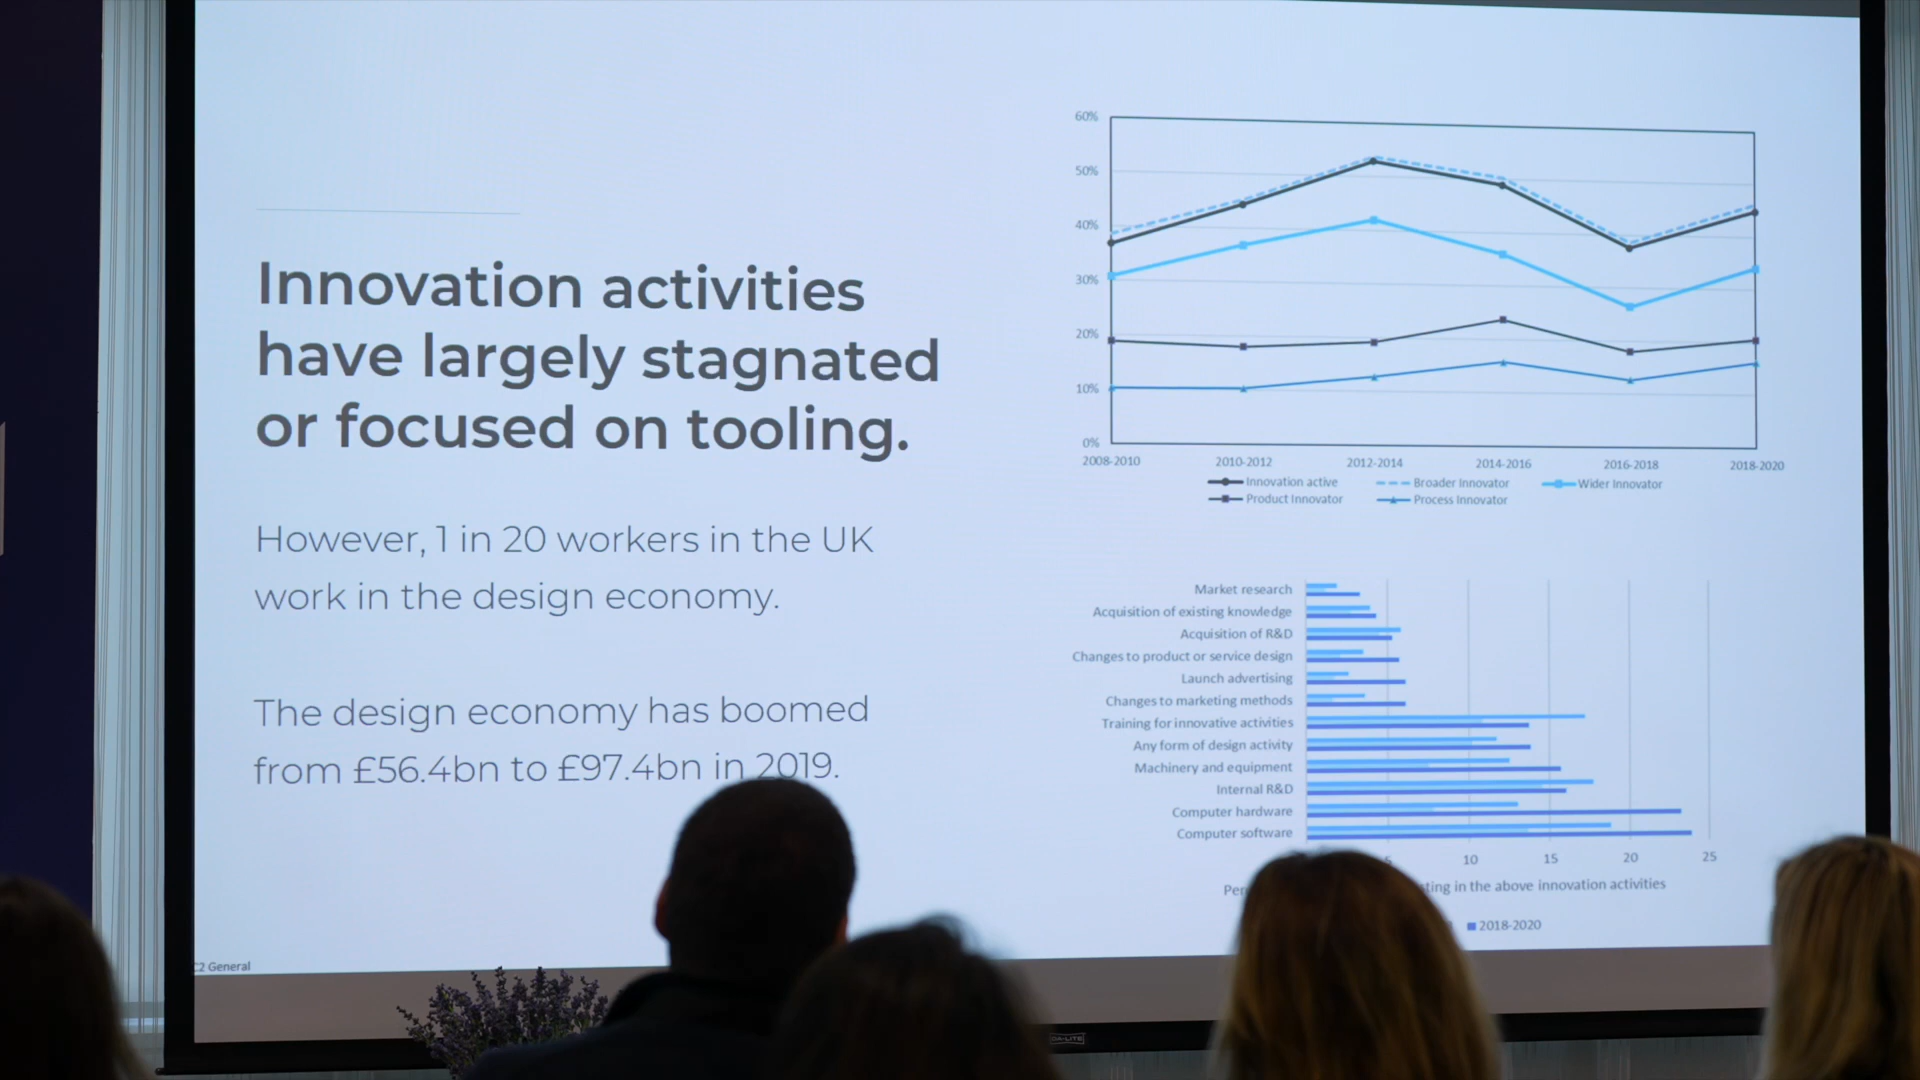 Innovation activities
have largely stagnated
or focused on tooling.
However, 1 in 20 workers in the UK
work in the design economy.
The design economy has boomed
from £56.4bn to £97.4bn in 2019.
C2 General
60%
50%
40%
30%
20%
10%
0%
2008-2010 2010-2012 2012-2014 2014-2016 2016-2018 2018-2020
Innovation active Broader Innovator Wider Innovator
Product Innovator Process Innovator
Market research
Acquisition of existing knowledge
Acquisition of R&D
Changes to product or service design
Launch advertising
Changes to marketing methods
Training for innovative activities
Any form of design activity
Machinery and equipment
Internal R&D
Computer hardware
Computer software
10 15 20 25
in the above innovation activities
2018-2020
DA-LITE